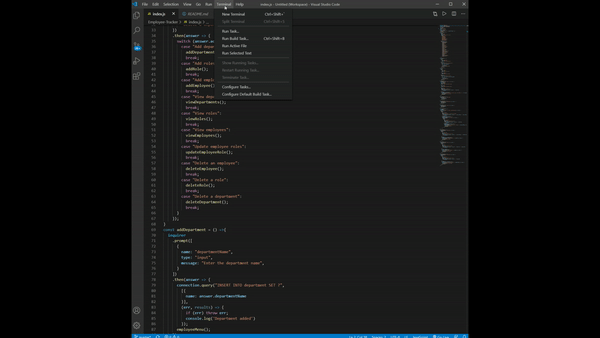 File Edit Selection View Go Run Terminal Help
index.js - Untitled (Workspace) - Visual Studio Code
index.js
README.md
Employee-Tracker > index.js >
New Terminal Ctrl+Shift+`
Split Terminal Ctrl+Shift+5
Run Task...
Run Build Task... Ctrl+Shift+B
Run Active File
Run Selected Text
Show Running Tasks...
Restart Running Task...
Terminate Task...
Configure Tasks...
Configure Default Build Task...
})
.then(answer => {
switch (answer.
case "Add depar
addDepartment
break;
case "Add roles
addRole();
break;
case "Add emplo
addEmployee();
break;
case "View depa
viewDepartments();
break;
case "View roles":
viewRoles();
break;
case "View employees":
viewEmployees();
break;
case "Update employee roles":
updateEmployeeRole();
break;
case "Delete an employee":
deleteEmployee();
break;
case "Delete a role":
deleteRole();
break;
case "Delete a department":
deleteDepartment();
break;
}
});
}
const addDepartment = () =>{
inquirer
.prompt([
{
name: "departmentName",
type: "input",
message: "Enter the department name",
}
])
.then(answer => {
connection.query("INSERT INTO department SET ?",
[{
name: answer.departmentName
}],
(err, results) => {
if (err) throw err;
console.log("Department added")
});
employeeMenu();